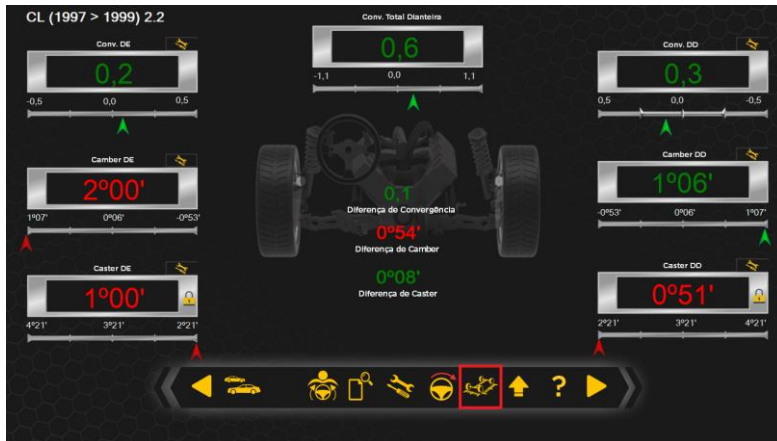 CL (1997 > 1999) 2.2
Conv. Total Dianteira
0,6
-1,1 0,0 1,1
Conv. DE
0,2
-0,5 0,0 0,5
Conv. DD
0,3
0,5 0,0 -0,5
Camber DE
2º00'
1º07' 0º06' -0º53'
Camber DD
1º06'
-0º53' 0º06' 1º07'
0,1
Diferença de Convergência
0º54'
Diferença de Camber
0º08'
Diferença de Caster
Caster DE
1º00'
4º21' 3º21' 2º21'
Caster DD
0º51'
2º21' 3º21' 4º21'
?